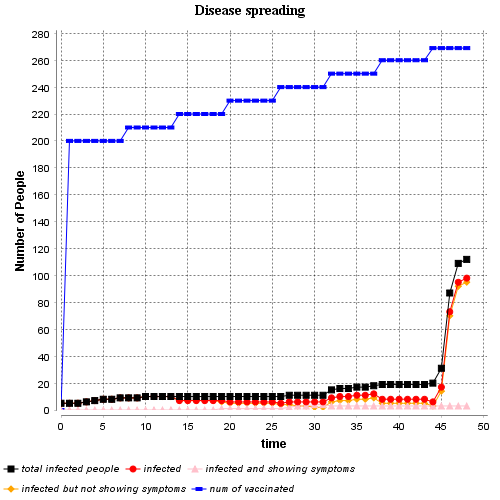 Disease spreading
Number of People
280
260
240
220
200
180
160
140
120
100
80
60
40
20
0
0 5 10 15 20 25 30 35 40 45 50
time
total infected people infected infected and showing symptoms
infected but not showing symptoms num of vaccinated